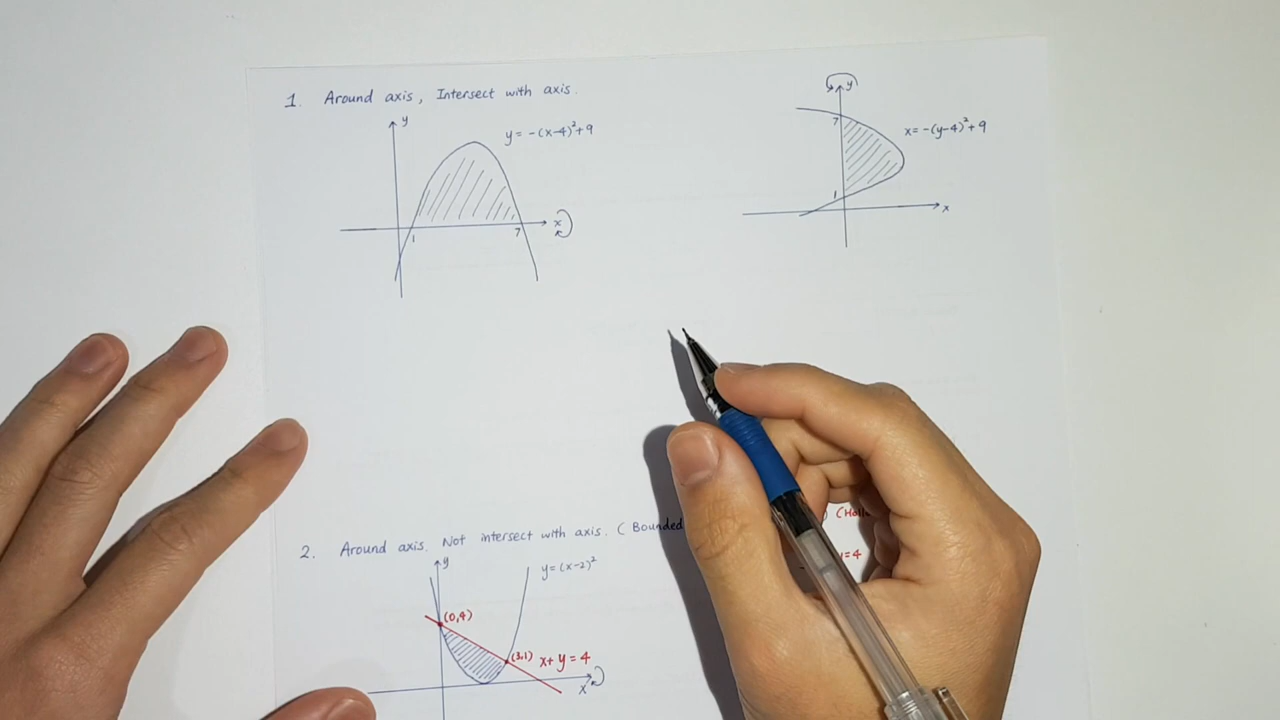 1. Around axis, Intersect with axis.
y
y = -(x-4)²+9
1
7
x
y
7
x = -(y-4)²+9
1
x
2. Around axis. Not intersect with axis. ( Bounded
y
y = (x-2)²
=4
(0,4)
(3,1)
x+y = 4
x